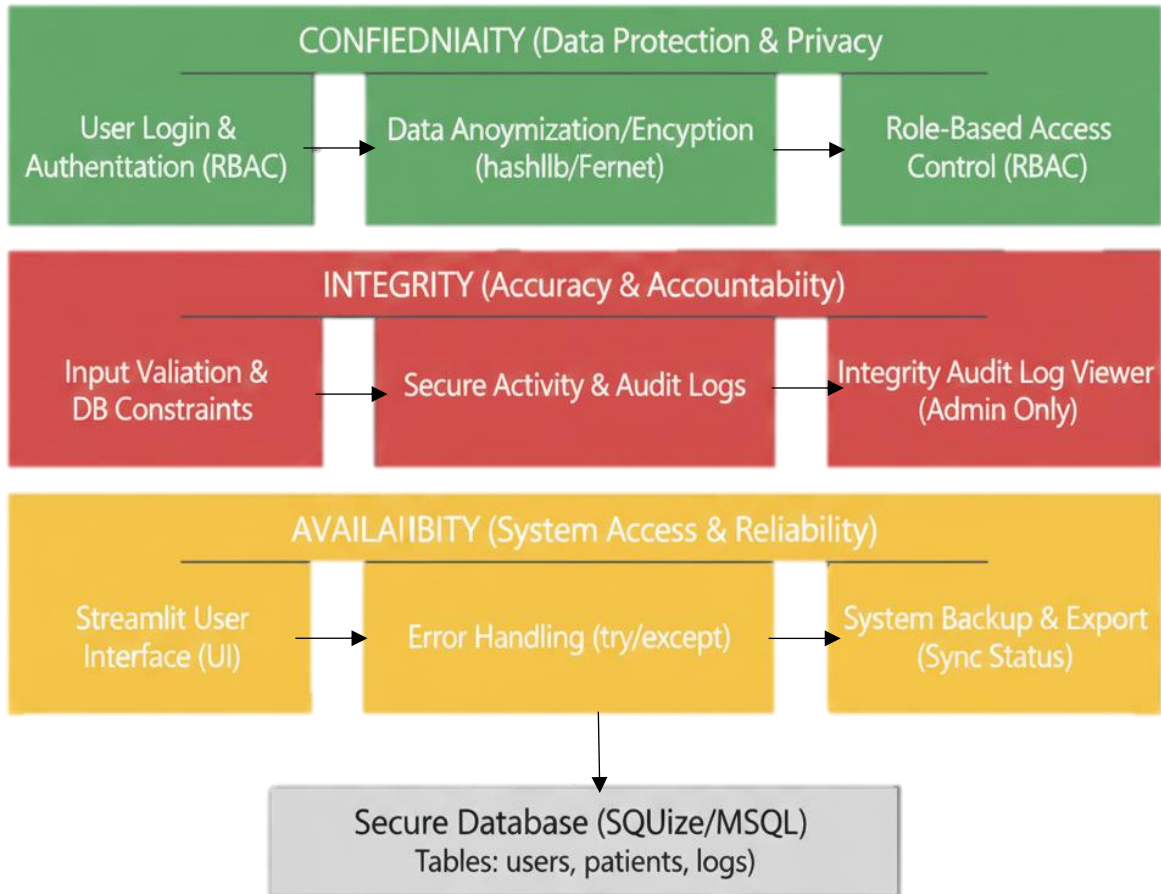 CONFIEDNIAITY (Data Protection & Privacy
User Login &
Authenttation (RBAC)
Data Anoymization/Encyption
(hashllb/Fernet)
Role-Based Access
Control (RBAC)
INTEGRITY (Accuracy & Accountabiity)
Input Valiation &
DB Constraints
Secure Activity & Audit Logs
Integrity Audit Log Viewer
(Admin Only)
AVAILAIIBITY (System Access & Reliability)
Streamlit User
Interface (UI)
Error Handling (try/except)
System Backup & Export
(Sync Status)
Secure Database (SQUize/MSQL)
Tables: users, patients, logs)